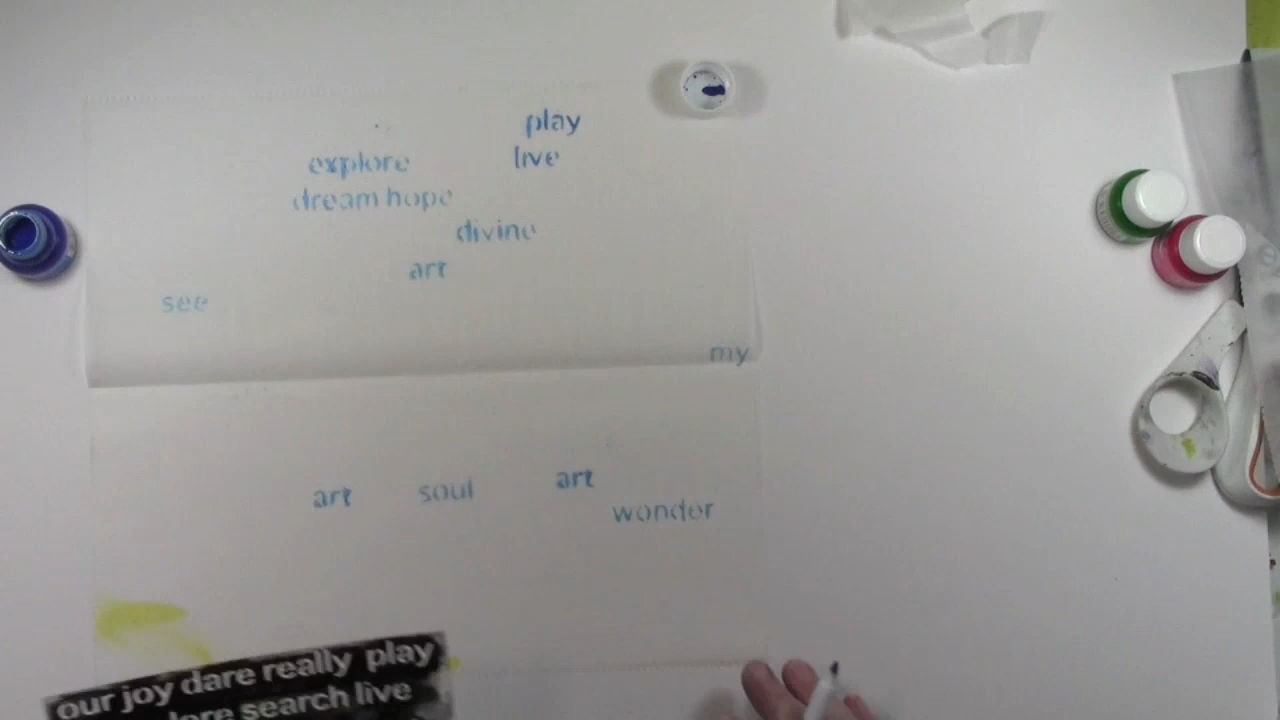 play
explore live
dream hope
divine
art
see
my
art soul art
wonder
our joy dare really play
search live